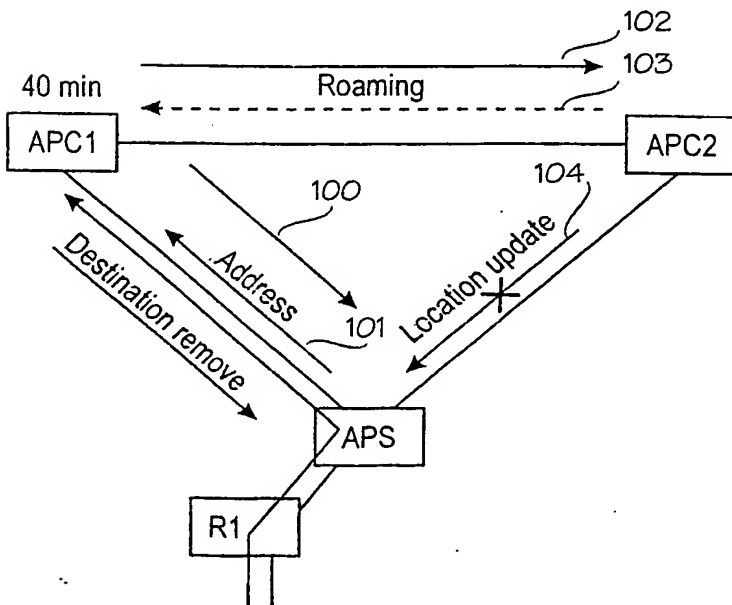 102
Roaming
103
40 min
APC1
APC2
104
100
Address
Location update
Destination remove
101
APS
R1